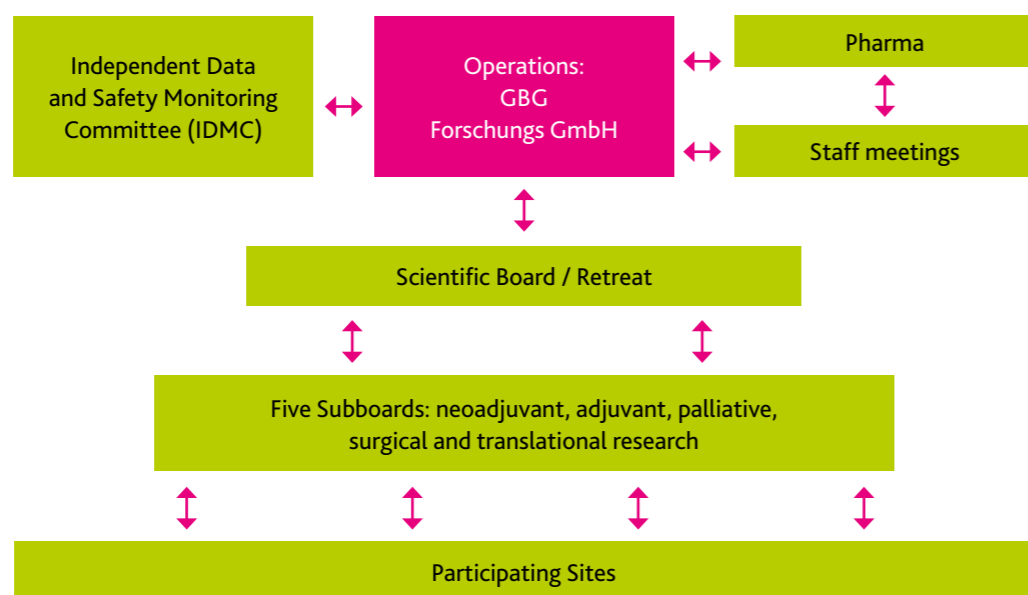 Independent Data
and Safety Monitoring
Committee (IDMC)
Operations:
GBG
Forschungs GmbH
Pharma
Staff meetings
Scientific Board / Retreat
Five Subboards: neoadjuvant, adjuvant, palliative,
surgical and translational research
Participating Sites